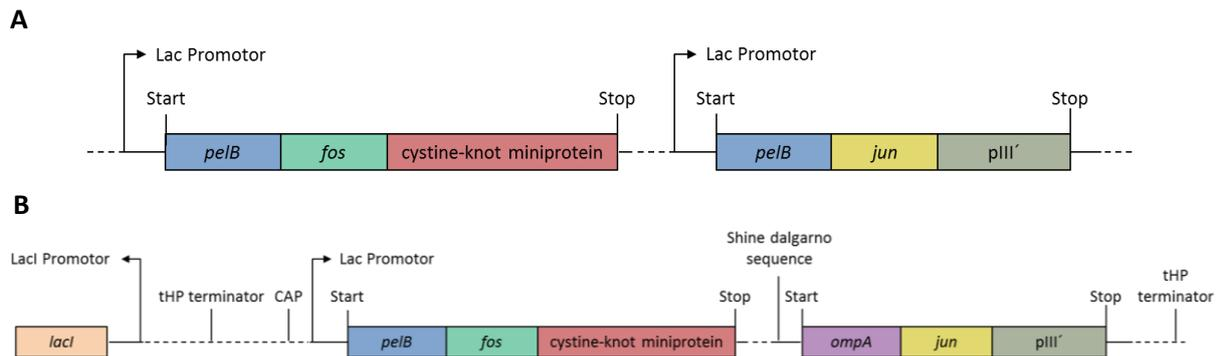 A
Lac Promotor
Lac Promotor
Start
Stop
Start
Stop
pelB
fos
cystine-knot miniprotein
pelB
jun
pIII´
B
Shine dalgarno
sequence
LacI Promotor
Lac Promotor
tHP
terminator
tHP terminator
CAP
Start
Stop
Start
Stop
lacI
pelB
fos
cystine-knot miniprotein
ompA
jun
pIII´